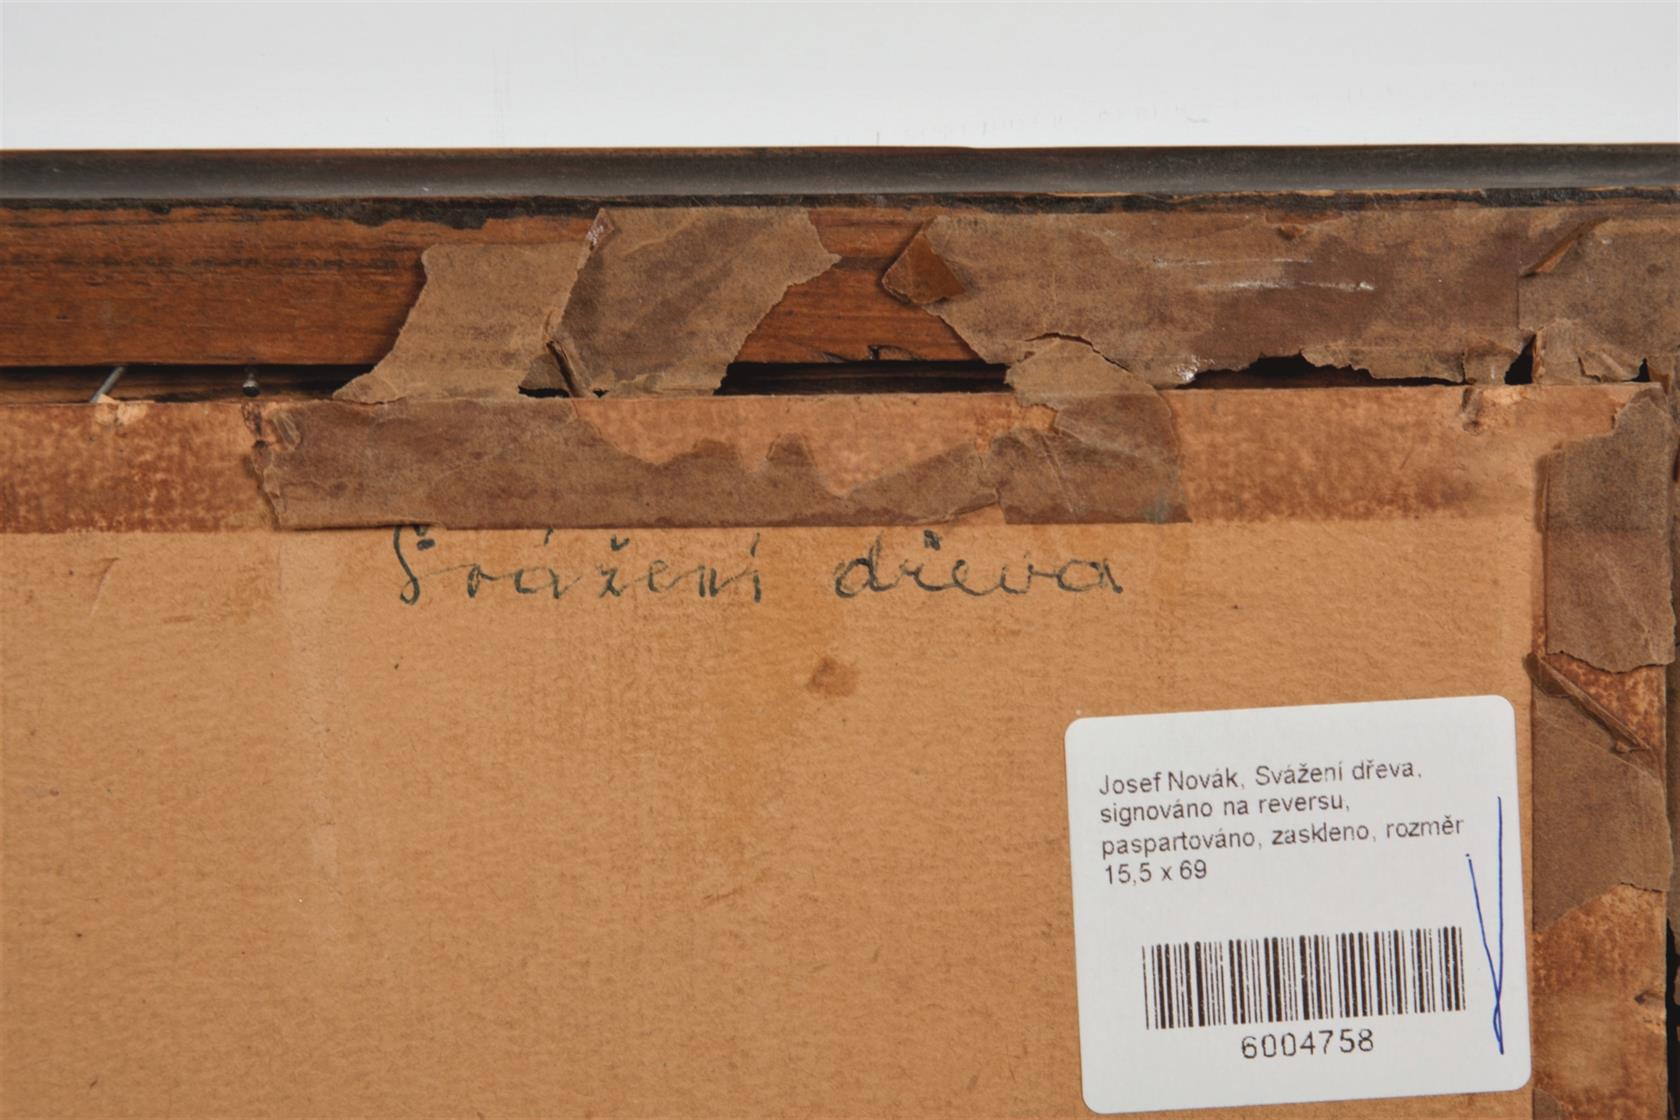 Svážení dřeva
Josef Novák, Svážení dřeva,
signováno na reversu,
paspartováno, zaskleno, rozměr
15,5 x 69
6004758